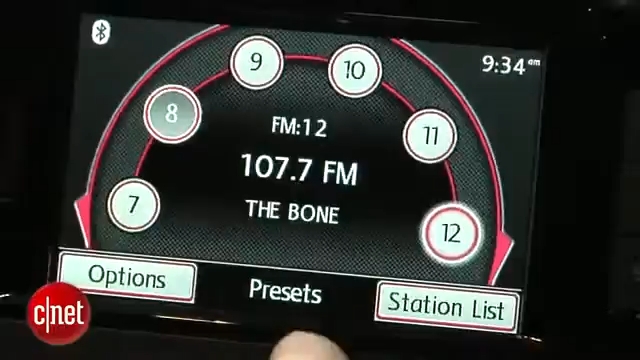 9:34 am
9
10
8
11
7
12
FM:12
107.7 FM
THE BONE
Options
Presets
Station List
c|net